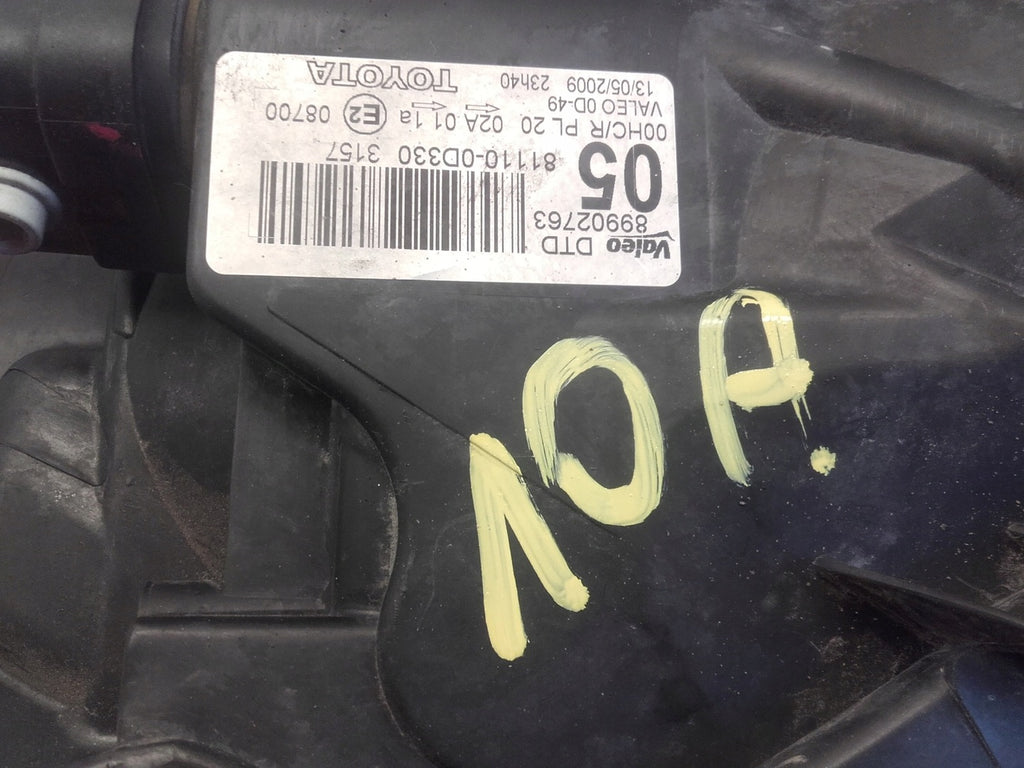 Valeo DTD
89902763
05
81110-0D330 3157
00HC/R PL 20 02A 01 1a E2 08700
VALEO 0D-49
13/05/2009 23h40 TOYOTA
ЛОР.